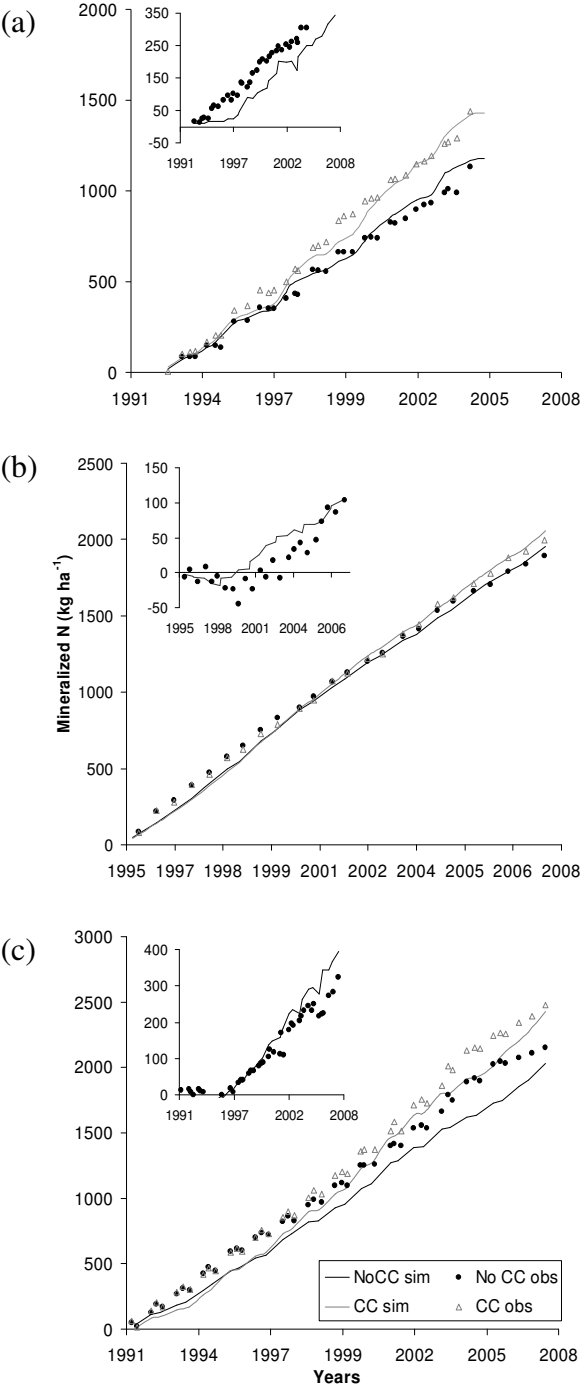 (a)
2000
1500
1000
500
0
1991 1994 1997 1999 2002 2005 2008
350
250
150
50
-50
1991 1997 2002 2008
(b)
Mineralized N (kg ha⁻¹)
2500
2000
1500
1000
500
0
1995 1997 1998 1999 2001 2002 2004 2005 2006 2008
150
100
50
0
-50
1995 1998 2001 2004 2006
(c)
3000
2500
2000
1500
1000
500
0
1991 1994 1997 1999 2002 2005 2008
400
300
200
100
0
1991 1997 2002 2008
NoCC sim No CC obs
CC sim CC obs
Years